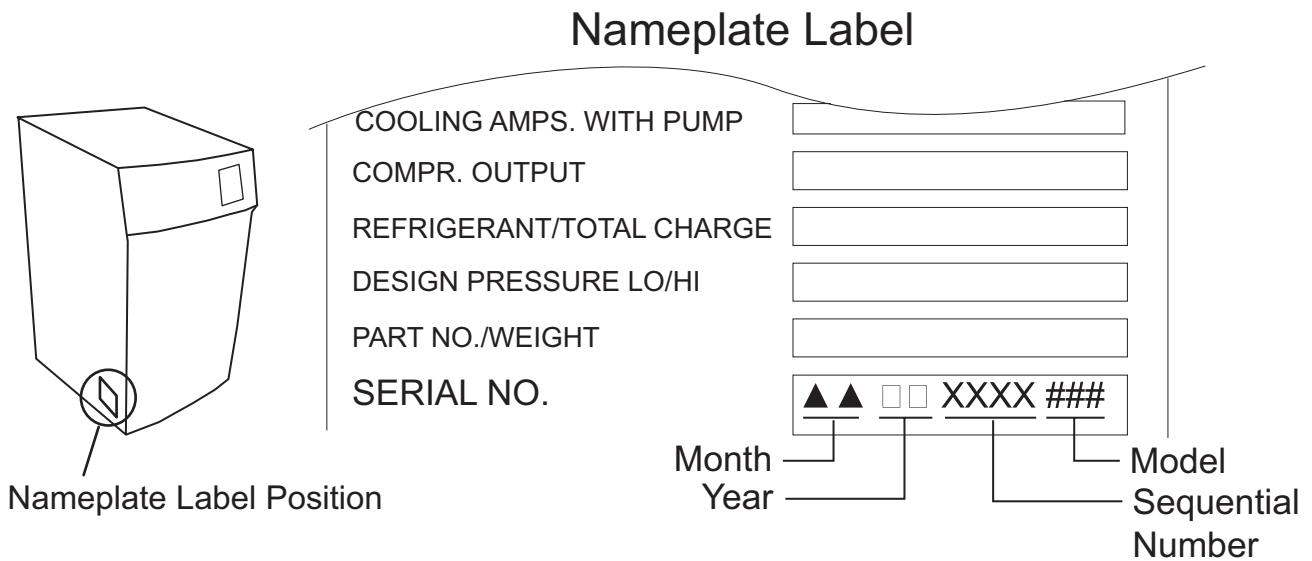 Nameplate Label
COOLING AMPS. WITH PUMP
COMPR. OUTPUT
REFRIGERANT/TOTAL CHARGE
DESIGN PRESSURE LO/HI
PART NO./WEIGHT
SERIAL NO.
▲ ▲ □□ XXXX ###
Month
Year
Model
Sequential
Number
Nameplate Label Position